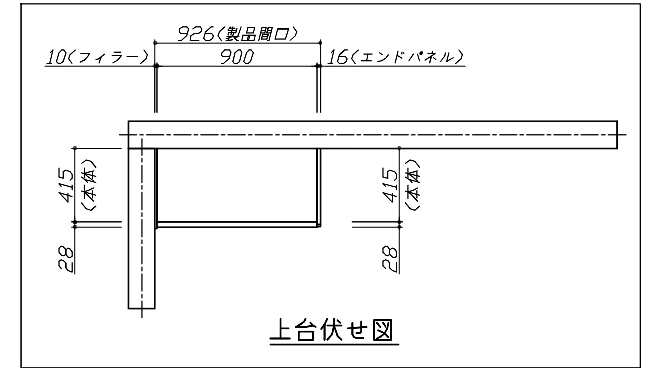 926(製品間口)
10(フィラー)
900
16(エンドパネル)
415
(本体)
28
415
(本体)
28
上台伏せ図